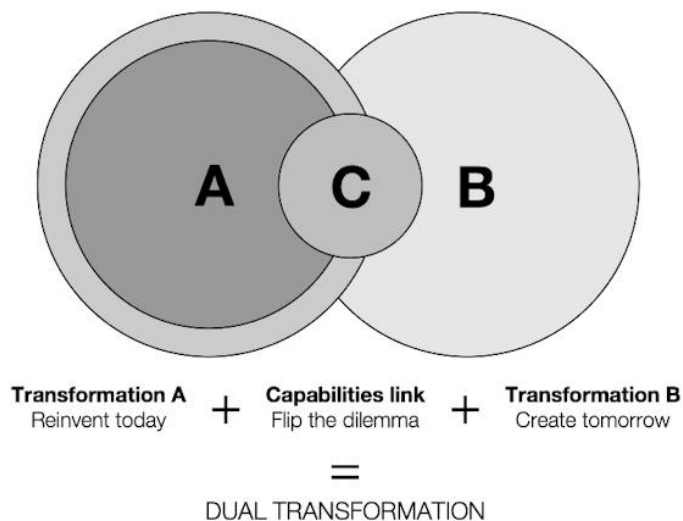 A
C
B
Transformation A + Capabilities link + Transformation B
Reinvent today Flip the dilemma Create tomorrow
=
DUAL TRANSFORMATION